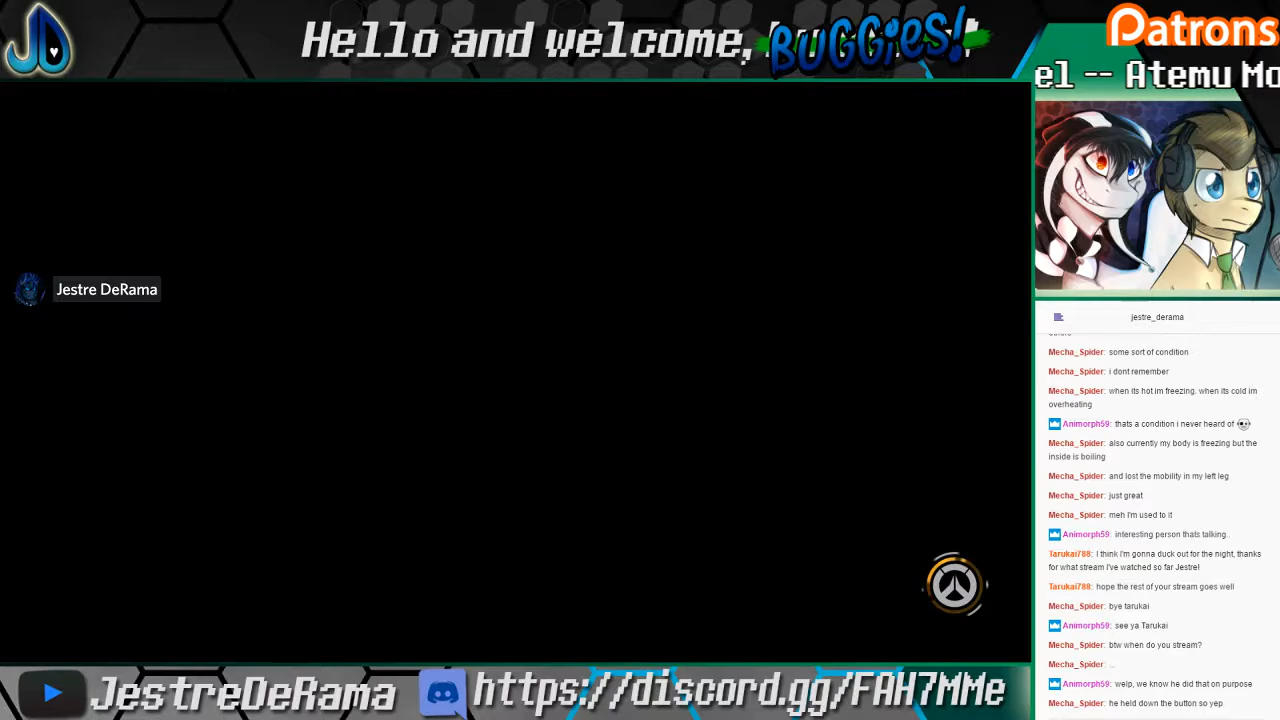 Hello and welcome,
BUGGIES!
Patrons
el -- Atemu Mo
Jestre DeRama
jestre_derama
Mecha_Spider: some sort of condition
Mecha_Spider: i dont remember
Mecha_Spider: when its hot im freezing. when its cold im
overheating
Animorph59: thats a condition i never heard of
Mecha_Spider: also currently my body is freezing but the
inside is boiling
Mecha_Spider: and lost the mobility in my left leg
Mecha_Spider: just great
Mecha_Spider: meh I'm used to it
Animorph59: interesting person thats talking..
Tarukai788: I think I'm gonna duck out for the night, thanks
for what stream I've watched so far Jestre!
Tarukai788: hope the rest of your stream goes well
Mecha_Spider: bye tarukai
Animorph59: see ya Tarukai
Mecha_Spider: btw when do you stream?
Mecha_Spider: ...
Animorph59: welp, we know he did that on purpose
Mecha_Spider: he held down the button so yep
JestreDeRama
https://discord.gg/FAH7MMe